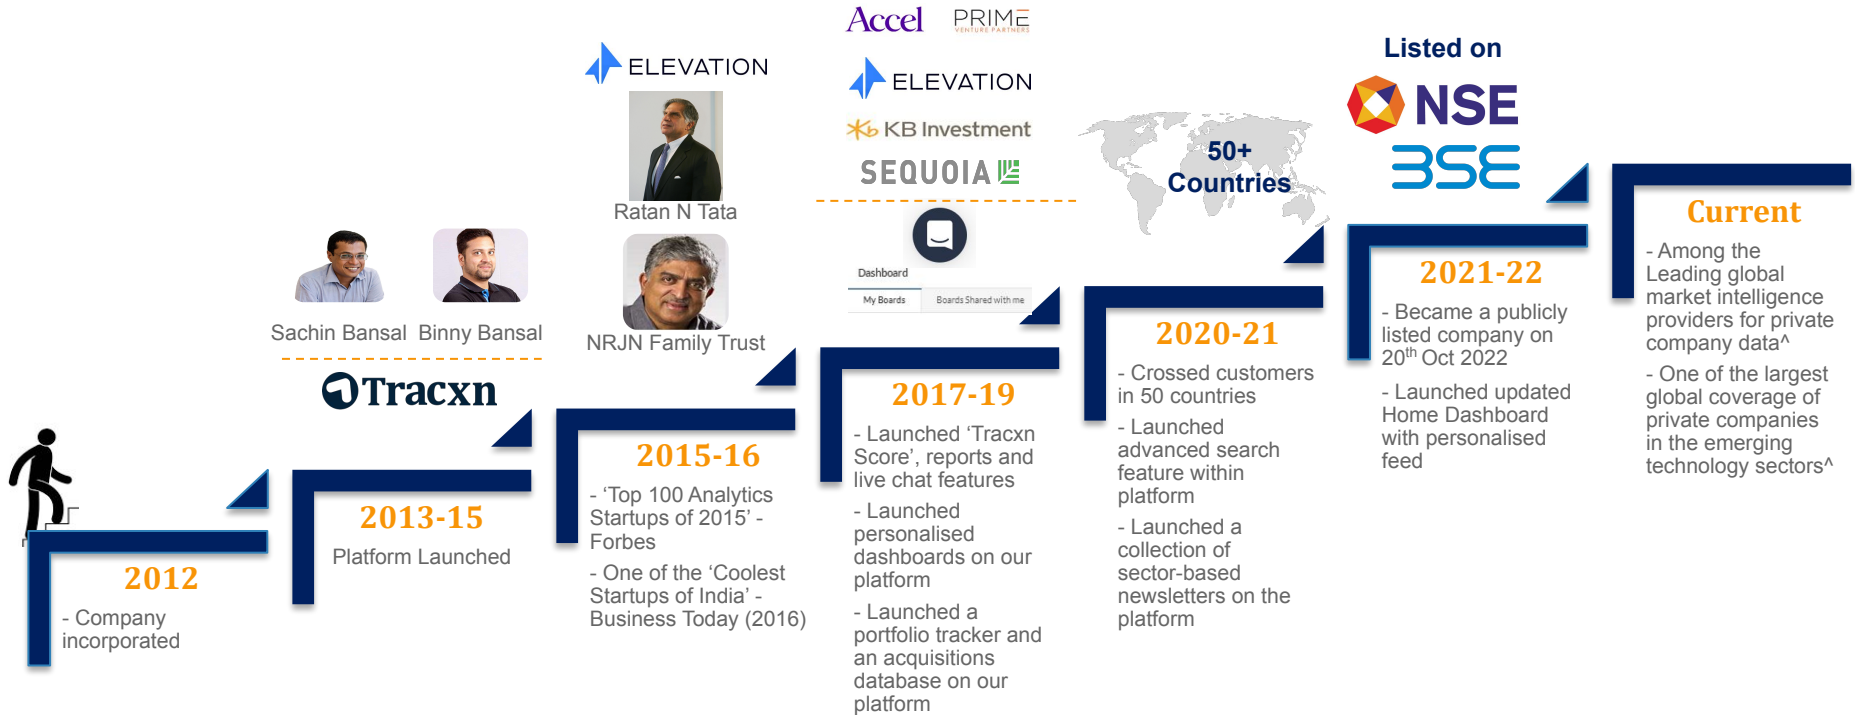 2012
- Company
incorporated
Sachin Bansal
Binny Bansal
Tracxn
2013-15
Platform Launched
ELEVATION
Ratan N Tata
NRJN Family Trust
2015-16
- ‘Top 100 Analytics
Startups of 2015’ -
Forbes
- One of the ‘Coolest
Startups of India’ -
Business Today (2016)
Accel
PRIME
VENTURE PARTNERS
ELEVATION
KB Investment
SEQUOIA
Dashboard
My Boards
Boards Shared with me
2017-19
- Launched ‘Tracxn
Score’, reports and
live chat features
- Launched
personalised
dashboards on our
platform
- Launched a
portfolio tracker and
an acquisitions
database on our
platform
50+
Countries
2020-21
- Crossed customers
in 50 countries
- Launched
advanced search
feature within
platform
- Launched a
collection of
sector-based
newsletters on the
platform
Listed on
NSE
BSE
2021-22
- Became a publicly
listed company on
20th Oct 2022
- Launched updated
Home Dashboard
with personalised
feed
Current
- Among the
Leading global
market intelligence
providers for private
company data^
- One of the largest
global coverage of
private companies
in the emerging
technology sectors^